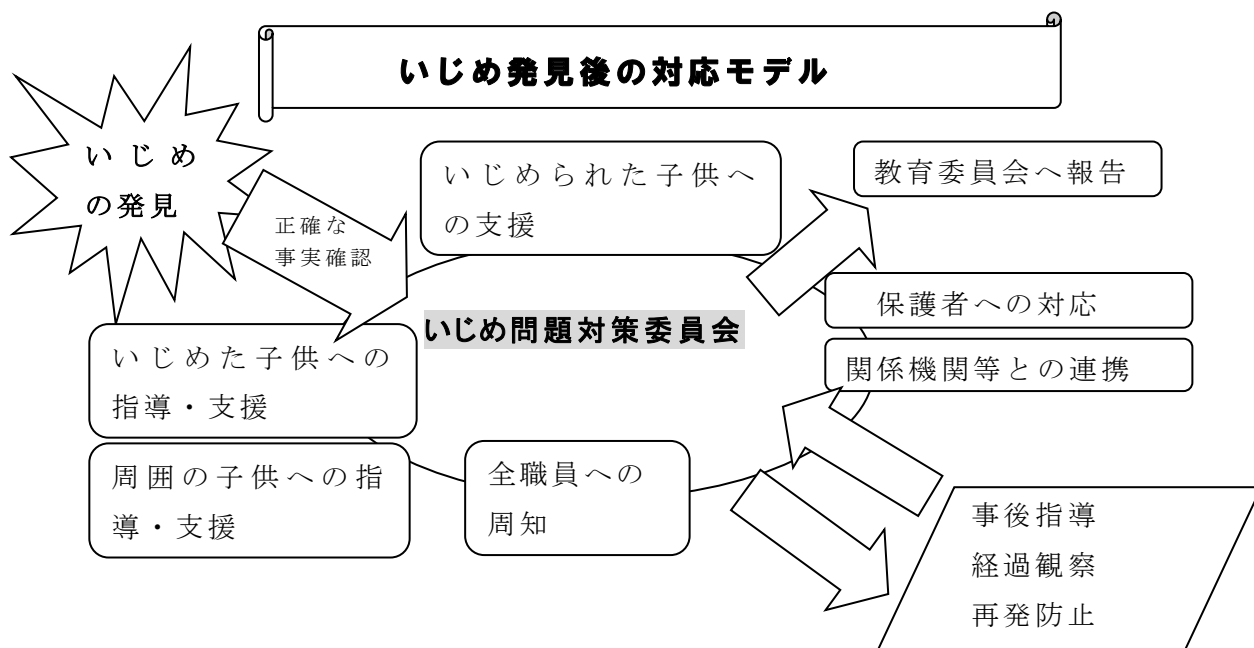 いじめ発見後の対応モデル
いじめ
の発見
正確な
事実確認
いじめられた子供へ
の支援
教育委員会へ報告
保護者への対応
関係機関等との連携
いじめ問題対策委員会
いじめた子供への
指導・支援
周囲の子供への指
導・支援
全職員への
周知
事後指導
経過観察
再発防止